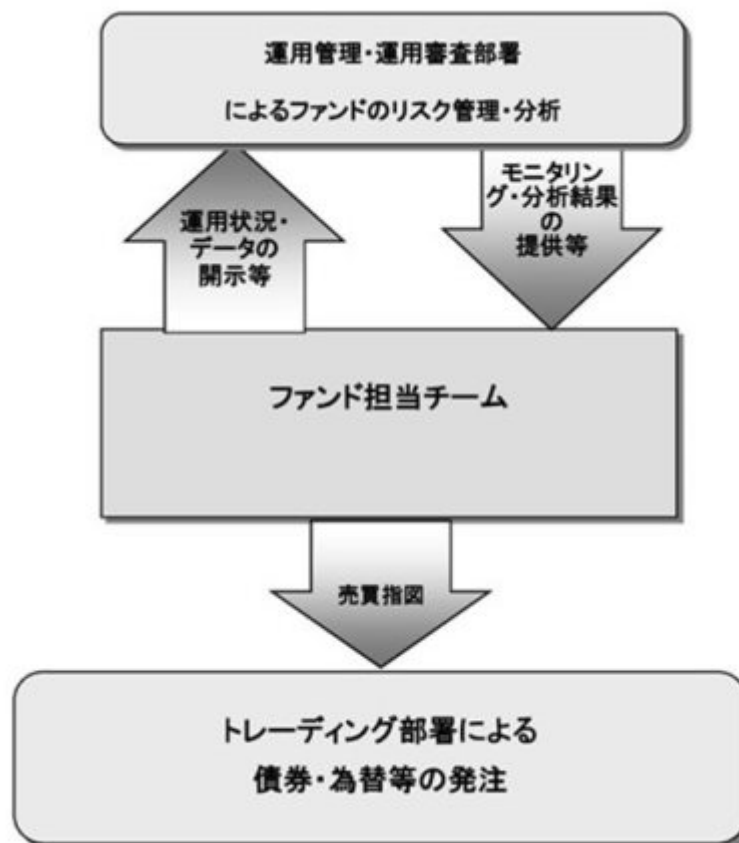 運用管理・運用審査部署
によるファンドのリスク管理・分析
運用状況・
データの
開示等
モニタリン
グ・分析結果
の
提供等
ファンド担当チーム
売買指図
トレーディング部署による
債券・為替等の発注